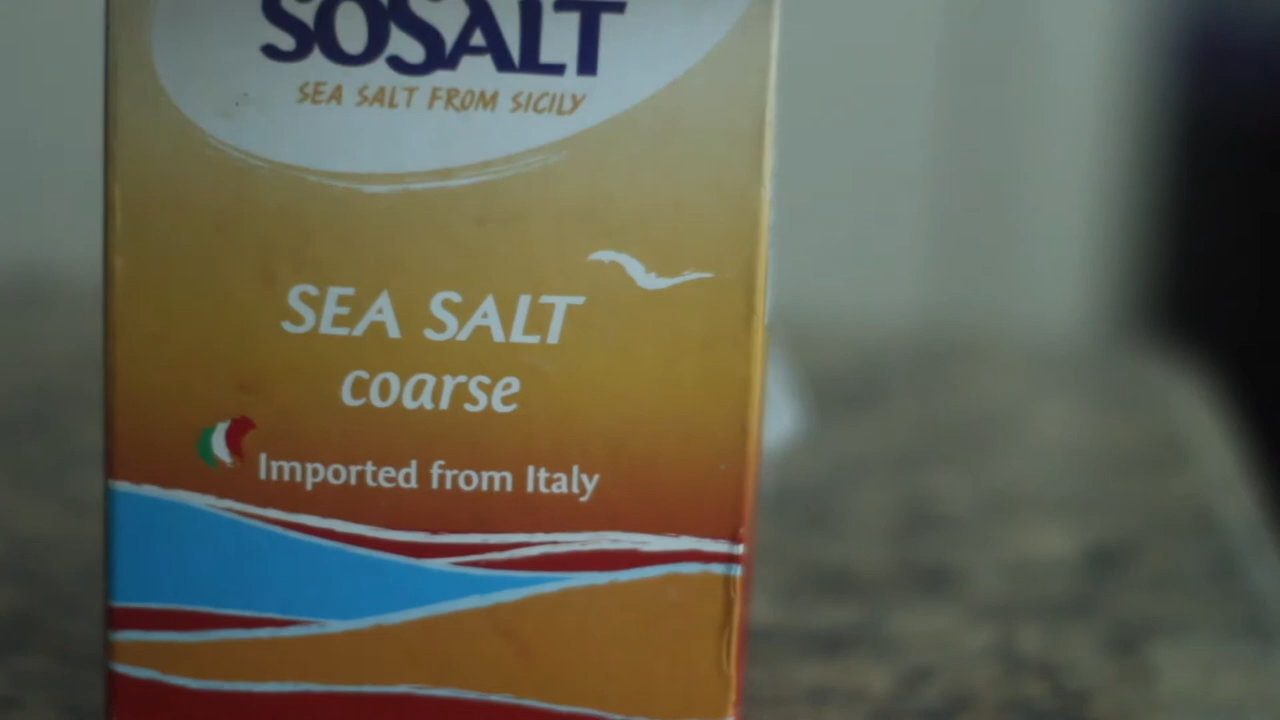 SOSALT
SEA SALT FROM SICILY
SEA SALT
coarse
Imported from Italy